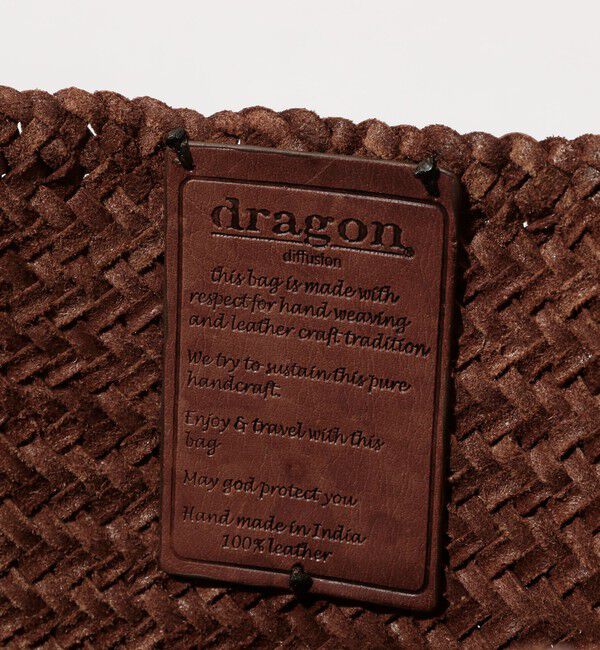 dragon®
diffusion
this bag is made with
respect for hand weaving
and leather craft tradition
We try to sustain this pure
handcraft.
Enjoy & travel with this
bag
May god protect you
Hand made in India
100% leather